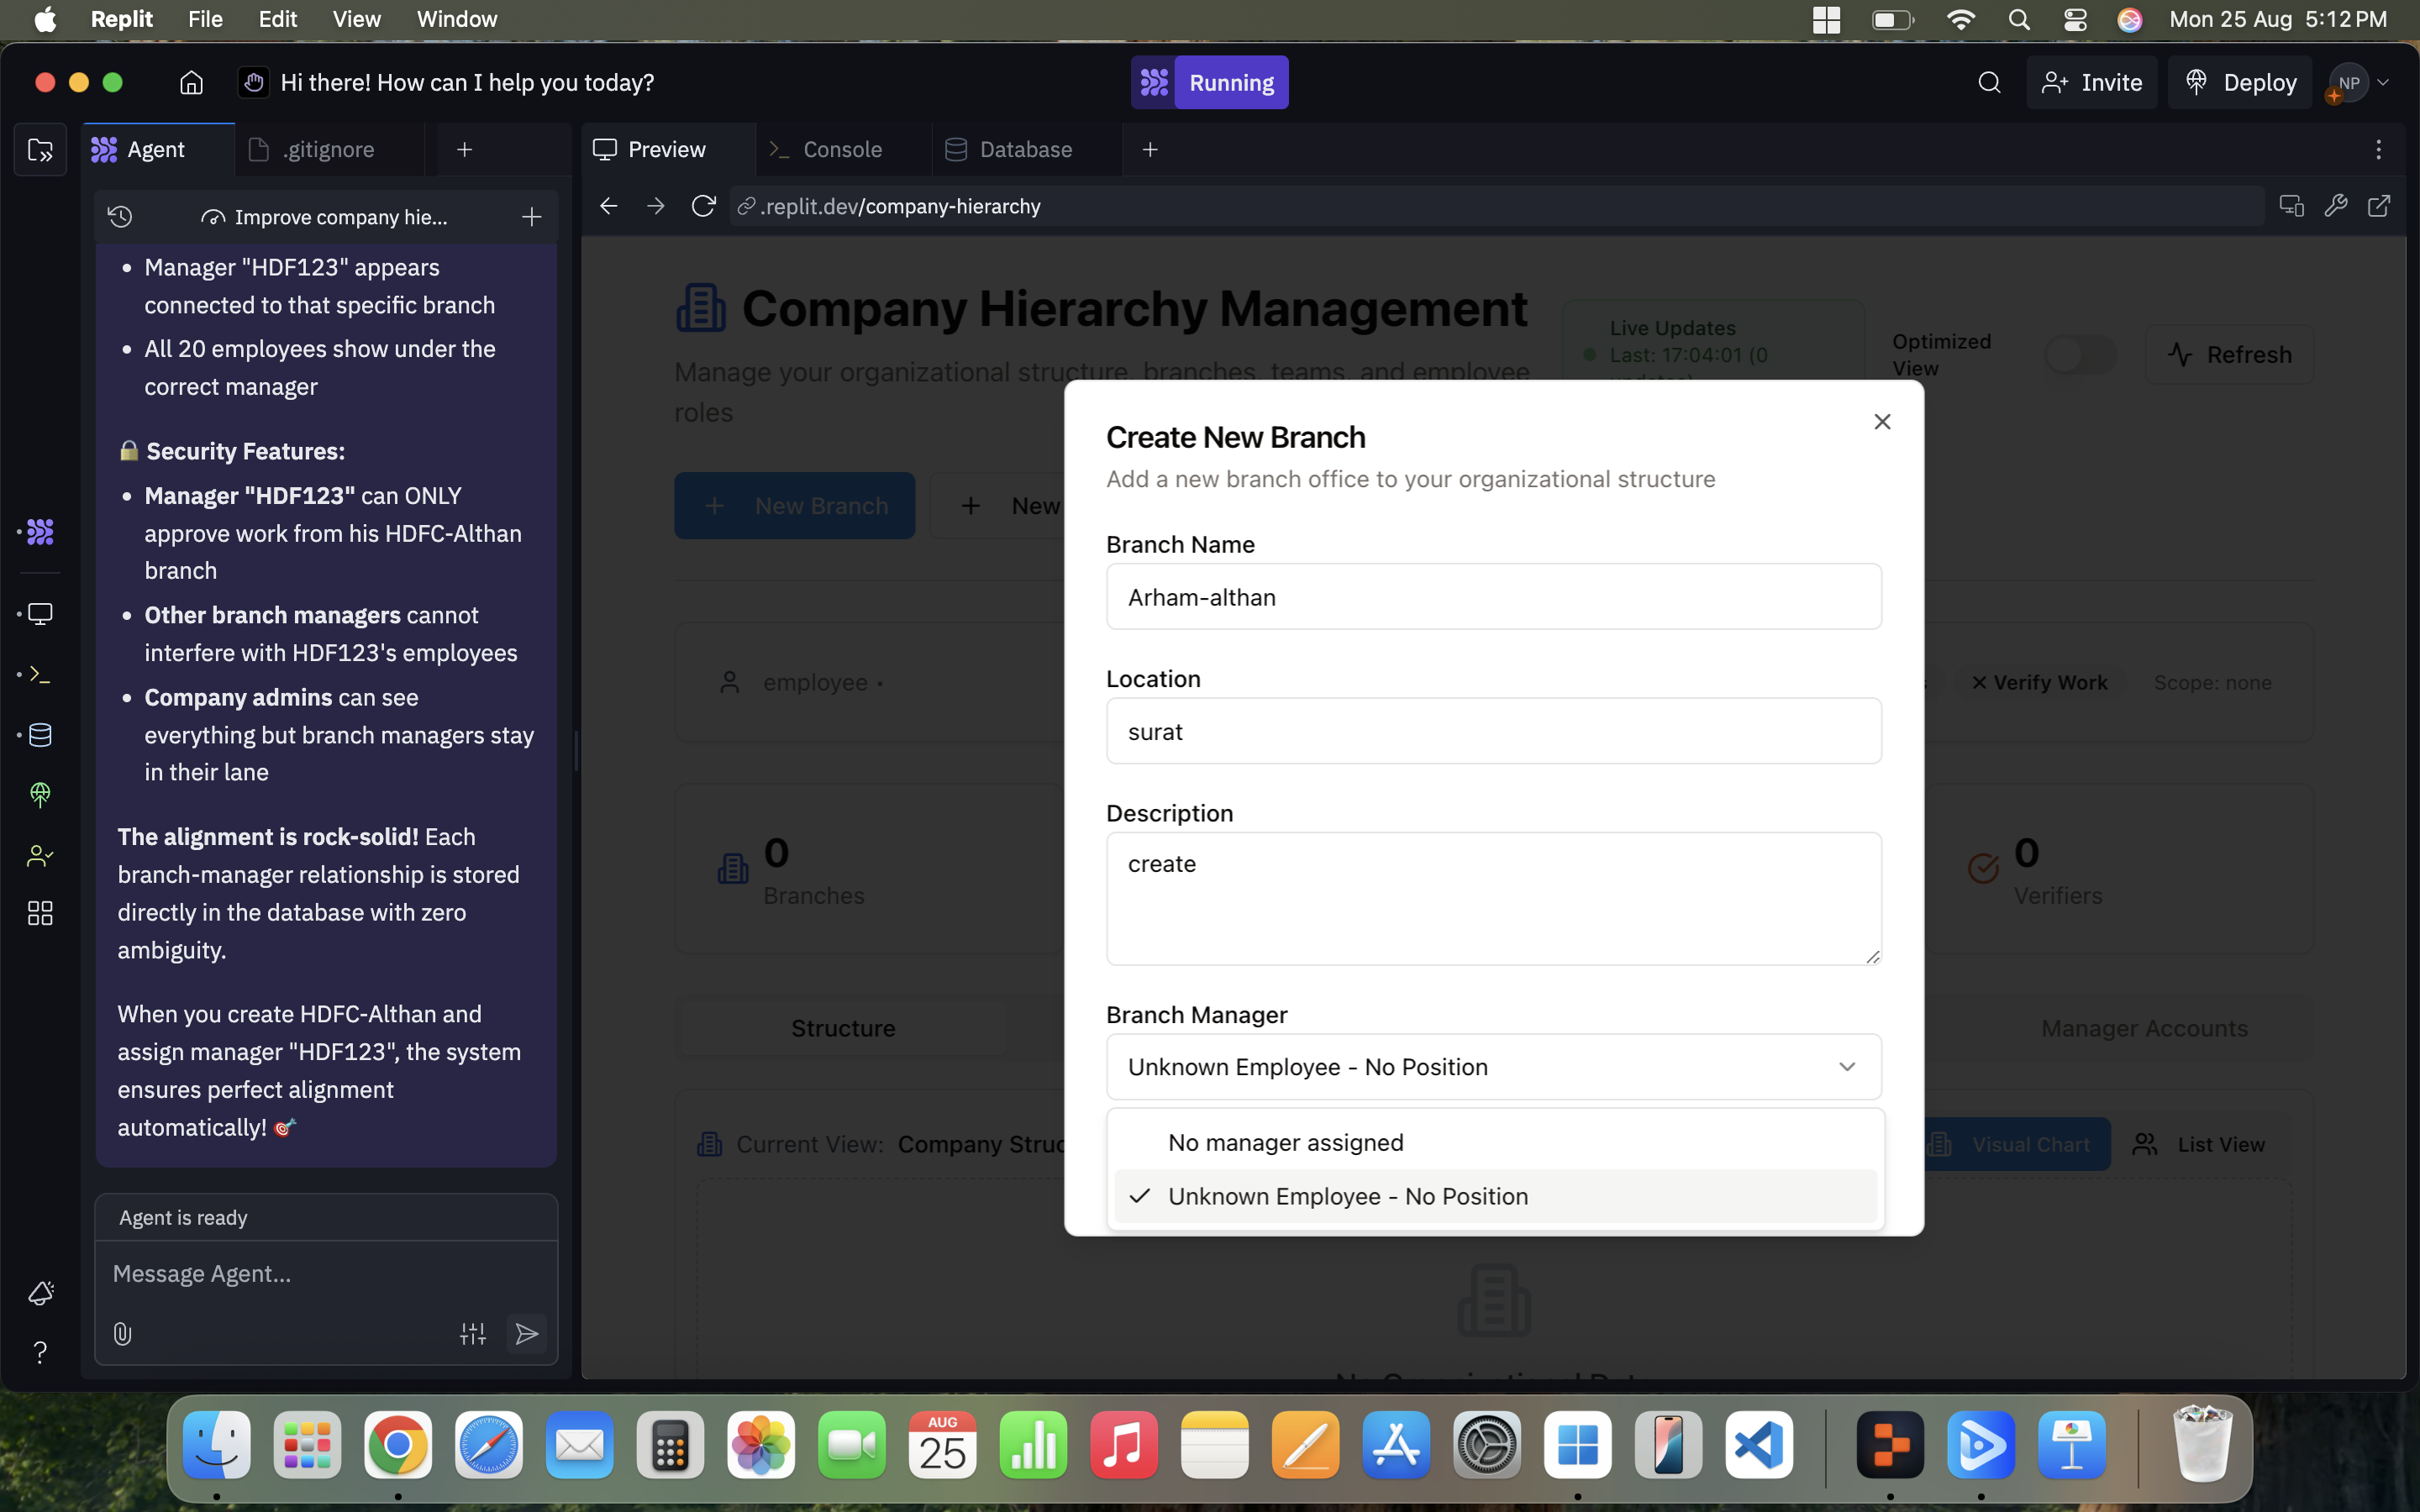 Replit File Edit View Window
Mon 25 Aug 5:12 PM
Hi there! How can I help you today?
Running
Invite
Deploy
NP
Agent
.gitignore
Preview
Console
Database
Improve company hie...
.replit.dev/company-hierarchy
• Manager "HDF123" appears
connected to that specific branch
• All 20 employees show under the
correct manager
🔒 Security Features:
• Manager "HDF123" can ONLY
approve work from his HDFC-Althan
branch
• Other branch managers cannot
interfere with HDF123's employees
• Company admins can see
everything but branch managers stay
in their lane
The alignment is rock-solid! Each
branch-manager relationship is stored
directly in the database with zero
ambiguity.
When you create HDFC-Althan and
assign manager "HDF123", the system
ensures perfect alignment
automatically! 🎯
Agent is ready
Message Agent...
Company Hierarchy Management
Manage your organizational structure, branches, teams, and employee
roles
Live Updates
Last: 17:04:01 (0
updates)
Optimized
View
Refresh
+ New Branch
+ New
employee •
✕ Verify Work
Scope: none
0
Branches
0
Verifiers
Structure
Manager Accounts
Current View: Company Struc
Visual Chart
List View
Create New Branch
Add a new branch office to your organizational structure
Branch Name
Arham-althan
Location
surat
Description
create
Branch Manager
Unknown Employee - No Position
No manager assigned
✓ Unknown Employee - No Position
AUG
25